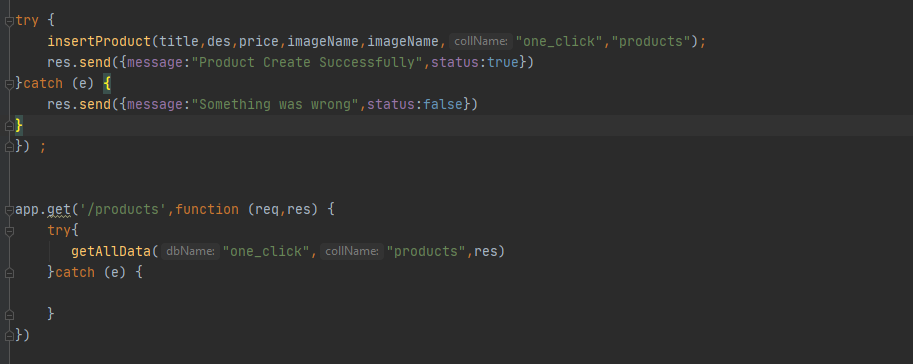 try {
insertProduct(title,des,price,imageName,imageName, collName: "one_click","products");
res.send({message:"Product Create Successfully",status:true})
}catch (e) {
res.send({message:"Something was wrong",status:false})
}
}) ;
app.get('/products',function (req,res) {
try{
getAllData( dbName: "one_click", collName: "products",res)
}catch (e) {
}
})